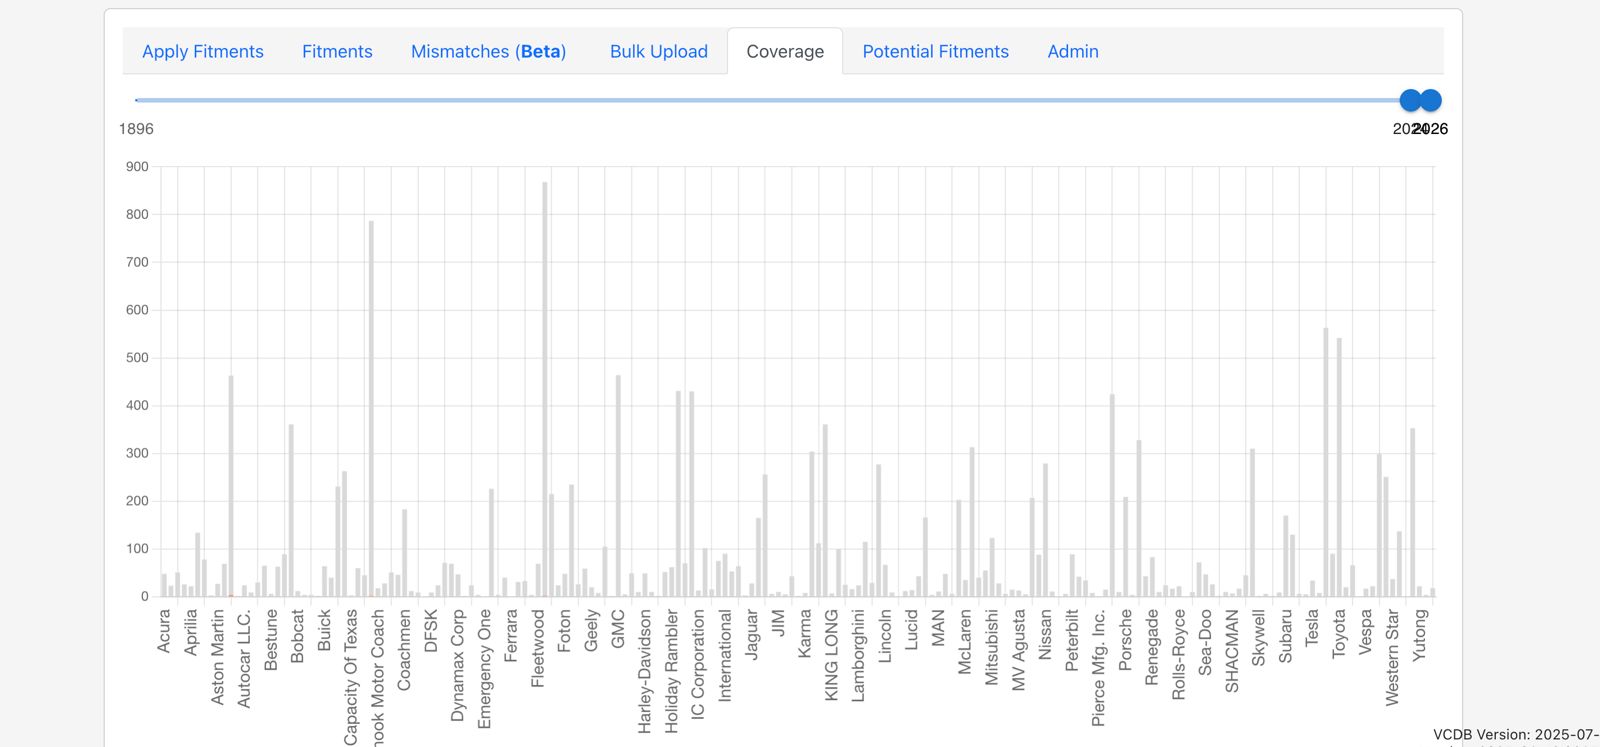 Apply Fitments Fitments Mismatches (Beta) Bulk Upload Coverage Potential Fitments Admin
1896 2026
900
800
700
600
500
400
300
200
100
0
Acura
Aprilia
Aston Martin
Autocar LLC.
Bestune
Bobcat
Buick
Capacity Of Texas
nook Motor Coach
Coachmen
DFSK
Dynamax Corp
Emergency One
Ferrara
Fleetwood
Foton
Geely
GMC
Harley-Davidson
Holiday Rambler
IC Corporation
International
Jaguar
JIM
Karma
KING LONG
Lamborghini
Lincoln
Lucid
MAN
McLaren
Mitsubishi
MV Agusta
Nissan
Peterbilt
Pierce Mfg. Inc.
Porsche
Renegade
Rolls-Royce
Sea-Doo
SHACMAN
Skywell
Subaru
Tesla
Toyota
Vespa
Western Star
Yutong
VCDB Version: 2025-07-